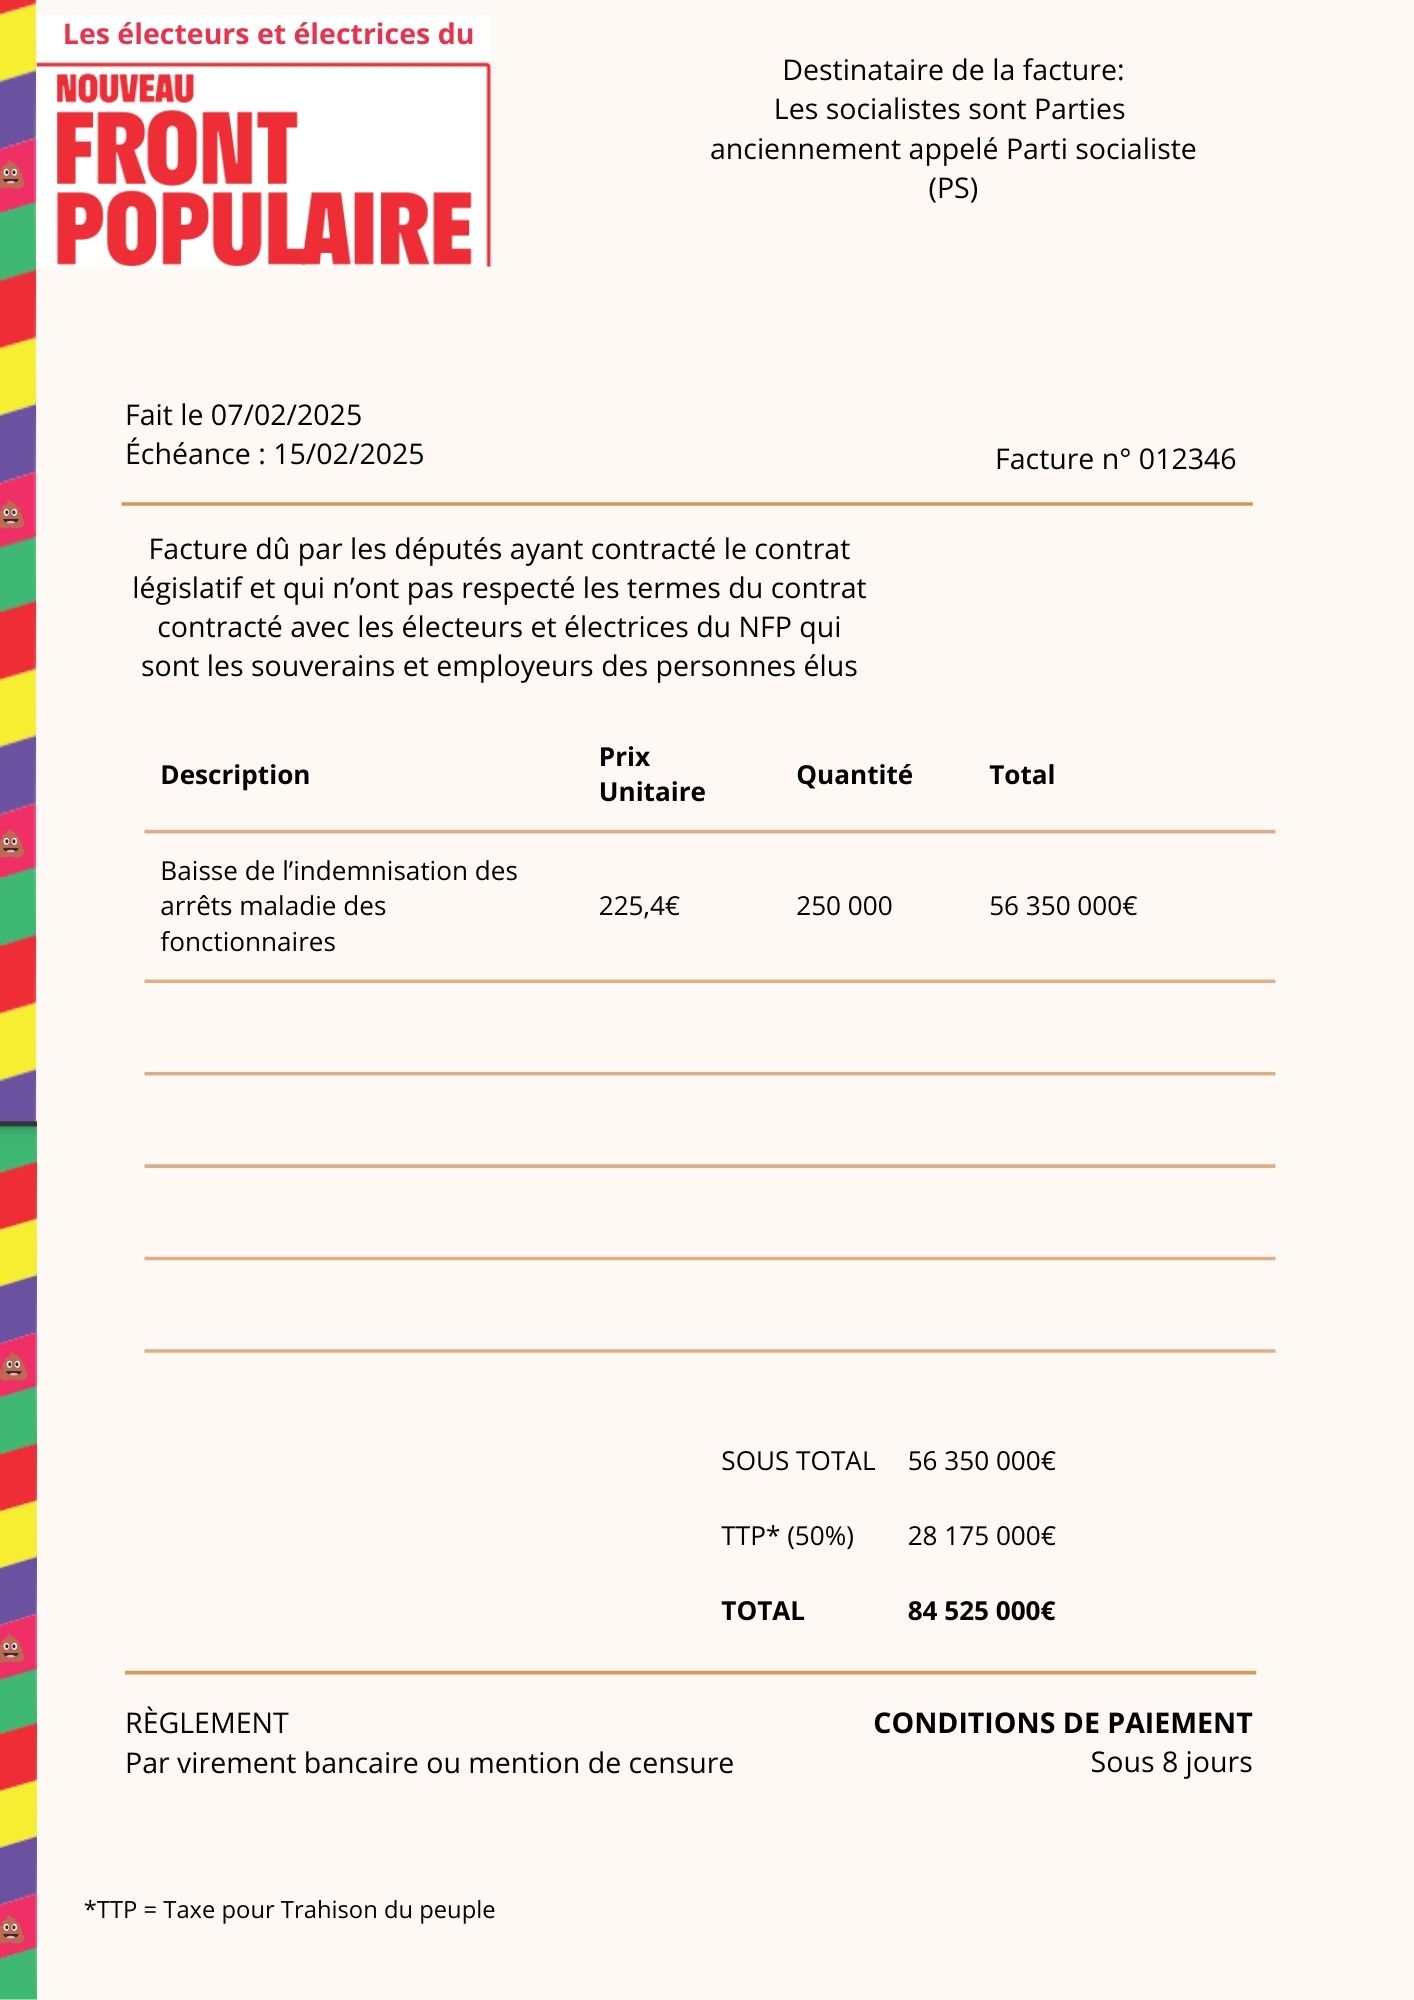 Les électeurs et électrices du
NOUVEAU
FRONT
POPULAIRE
Destinataire de la facture:
Les socialistes sont Parties
anciennement appelé Parti socialiste
(PS)
Fait le 07/02/2025
Échéance : 15/02/2025
Facture n° 012346
Facture dû par les députés ayant contracté le contrat
législatif et qui n’ont pas respecté les termes du contrat
contracté avec les électeurs et électrices du NFP qui
sont les souverains et employeurs des personnes élus
Description Prix Unitaire Quantité Total
Baisse de l’indemnisation des
arrêts maladie des
fonctionnaires
225,4€ 250 000 56 350 000€
SOUS TOTAL 56 350 000€
TTP* (50%) 28 175 000€
TOTAL 84 525 000€
RÈGLEMENT
Par virement bancaire ou mention de censure
CONDITIONS DE PAIEMENT
Sous 8 jours
*TTP = Taxe pour Trahison du peuple